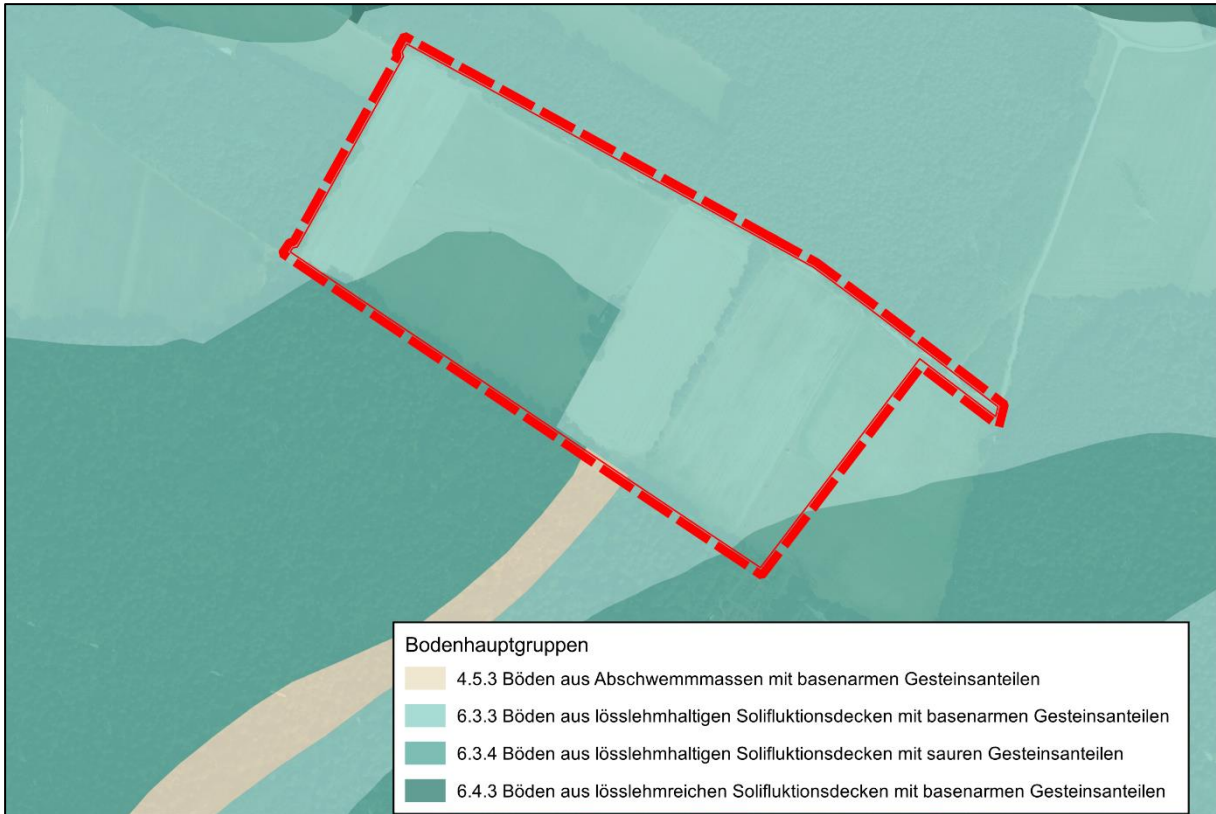 Bodenhauptgruppen
4.5.3 Böden aus Abschwemmmassen mit basenarmen Gesteinsanteilen
6.3.3 Böden aus lösslehmhaltigen Solifluktionsdecken mit basenarmen Gesteinsanteilen
6.3.4 Böden aus lösslehmhaltigen Solifluktionsdecken mit sauren Gesteinsanteilen
6.4.3 Böden aus lösslehmreichen Solifluktionsdecken mit basenarmen Gesteinsanteilen